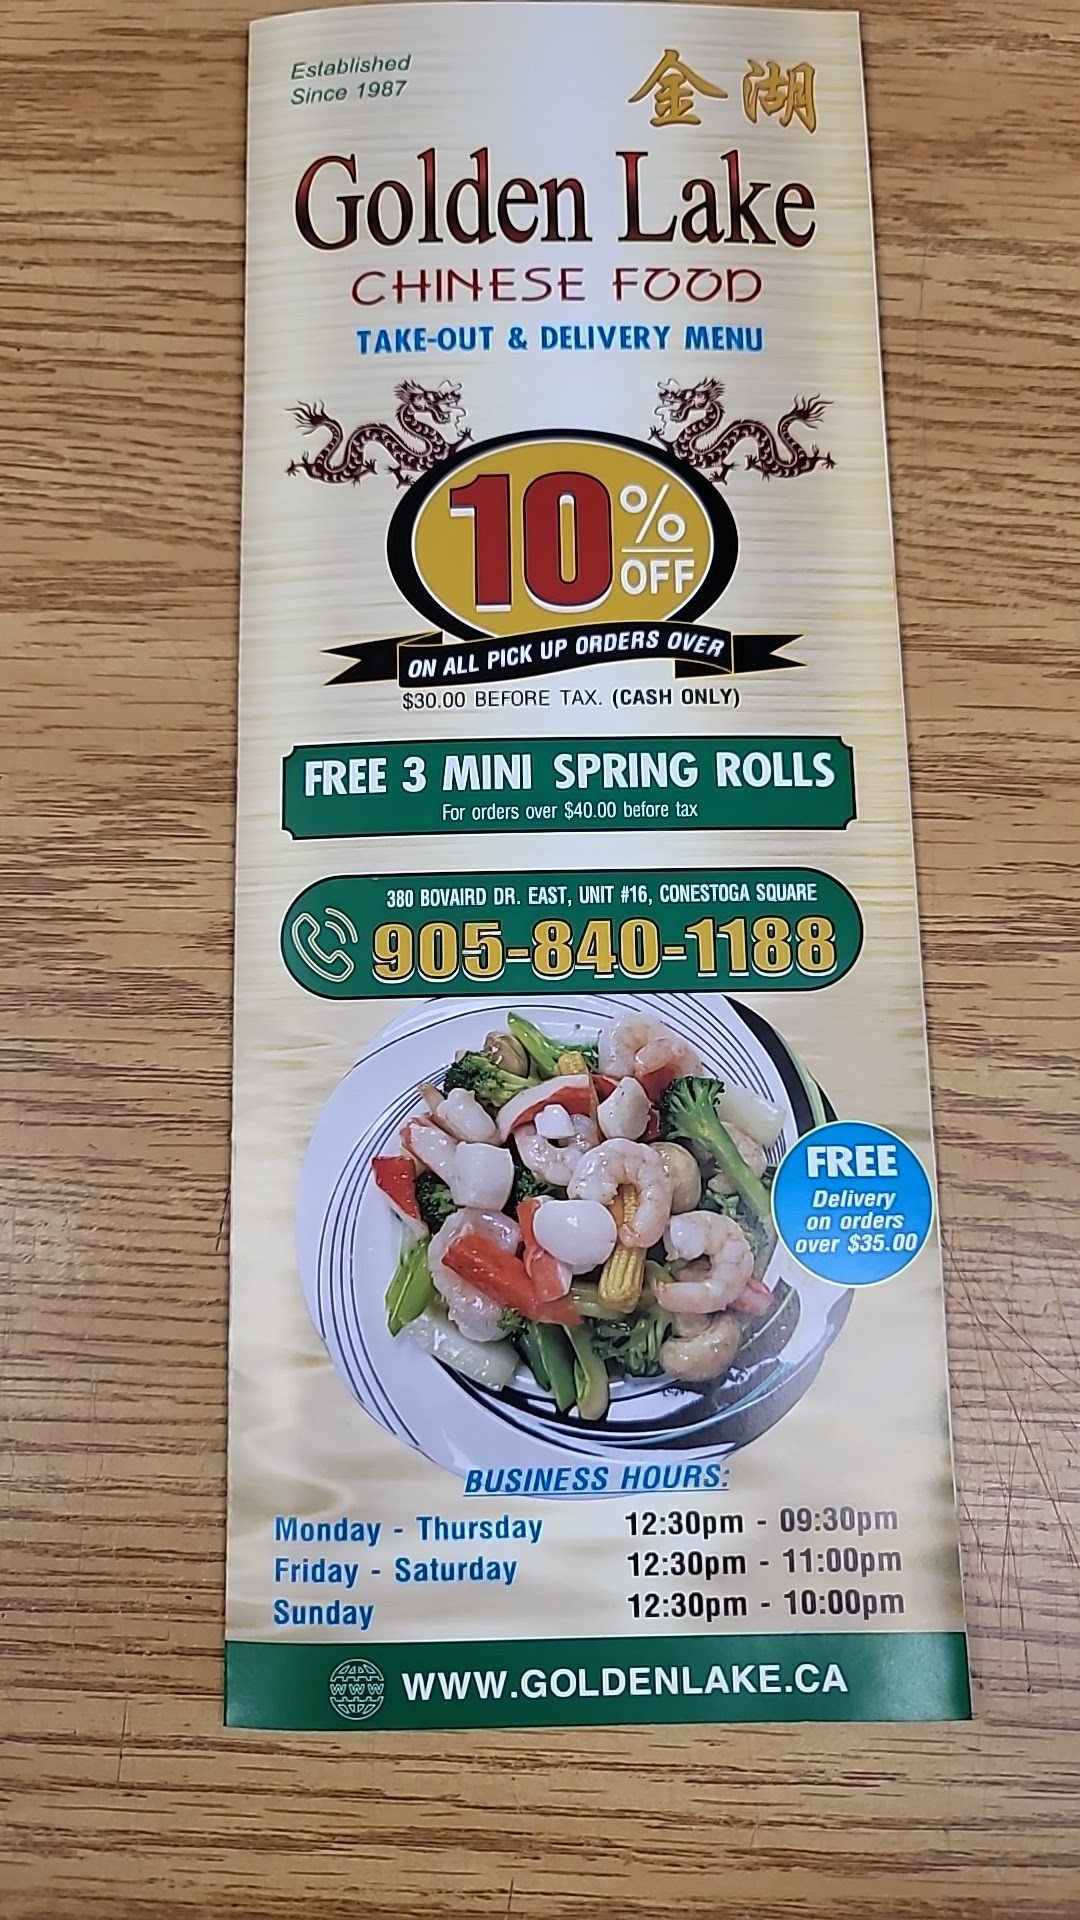 Established
Since 1987
金湖
Golden Lake
CHINESE FOOD
TAKE-OUT & DELIVERY MENU
10% OFF
ON ALL PICK UP ORDERS OVER
$30.00 BEFORE TAX. (CASH ONLY)
FREE 3 MINI SPRING ROLLS
For orders over $40.00 before tax
380 BOVAIRD DR. EAST, UNIT #16, CONESTOGA SQUARE
905-840-1188
FREE
Delivery
on orders
over $35.00
BUSINESS HOURS:
Monday - Thursday 12:30pm - 09:30pm
Friday - Saturday 12:30pm - 11:00pm
Sunday 12:30pm - 10:00pm
WWW WWW.GOLDENLAKE.CA